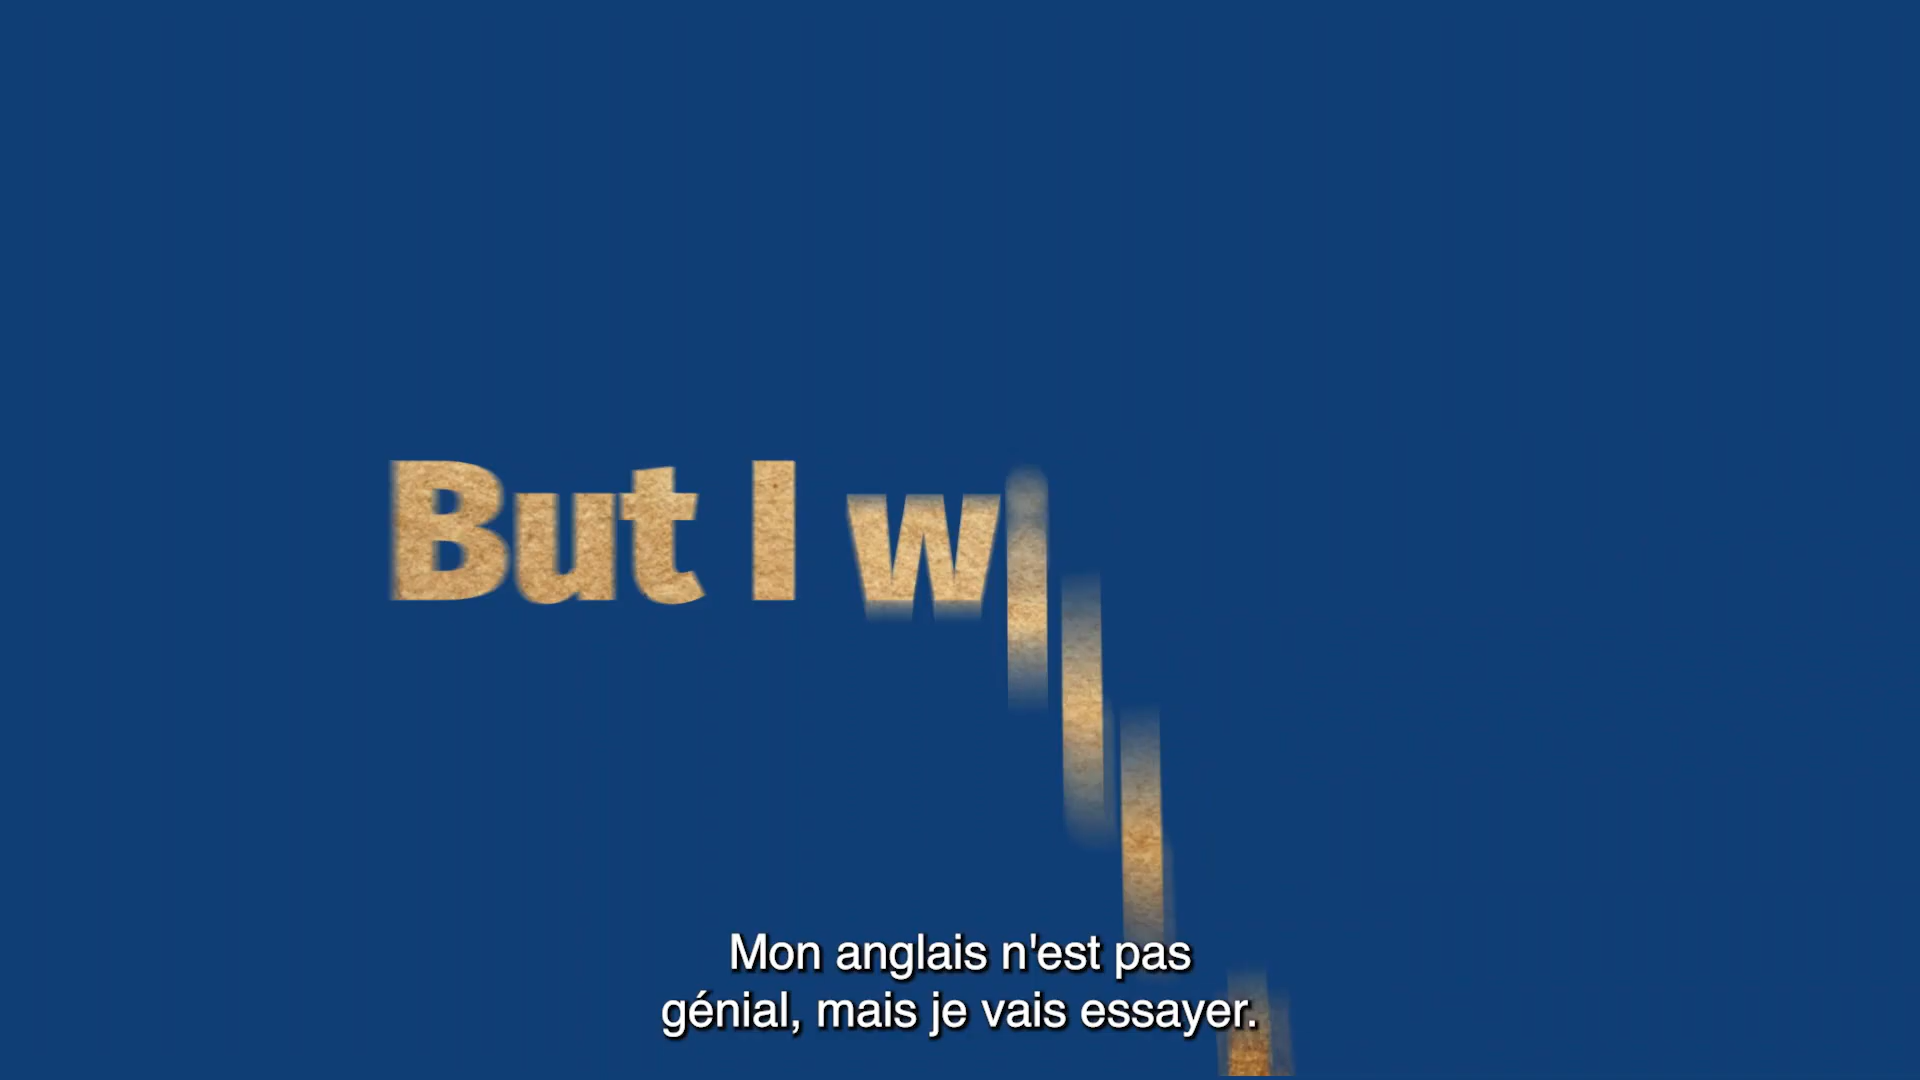 But I w
Mon anglais n'est pas
génial, mais je vais essayer.